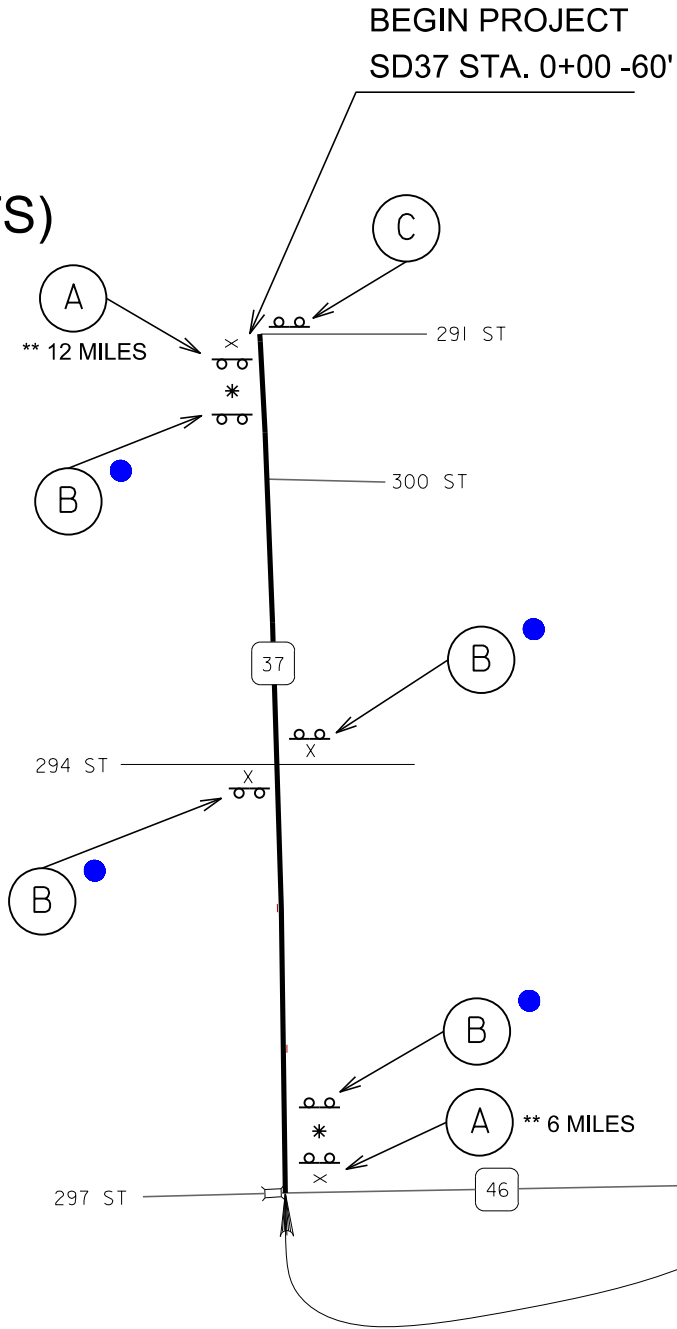 BEGIN PROJECT
SD37 STA. 0+00 -60'
TS)
C
A
** 12 MILES
X
*
291 ST
B
300 ST
37
B
X
294 ST
X
B
B
*
A
** 6 MILES
X
297 ST
46